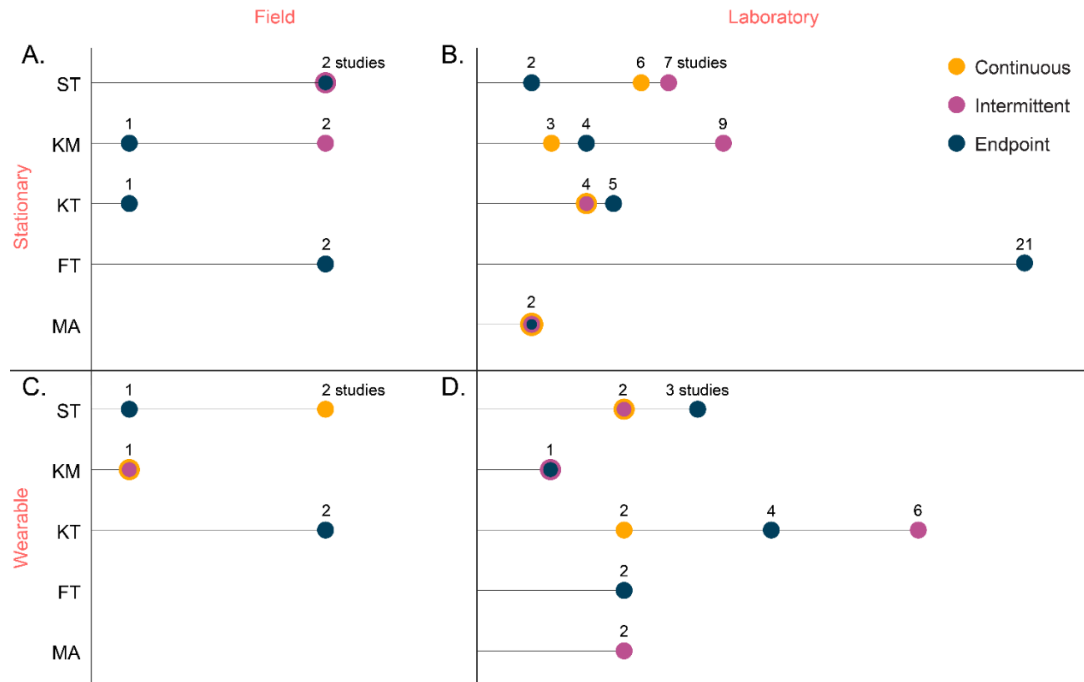 Field
Laboratory
A.
B.
2 studies
2
6
7 studies
Continuous
Intermittent
Endpoint
ST
1
2
3
4
9
KM
1
4
5
KT
2
21
FT
2
MA
Stationary
C.
D.
1
2 studies
2
3 studies
ST
1
1
KM
2
2
4
6
KT
2
FT
2
MA
Wearable